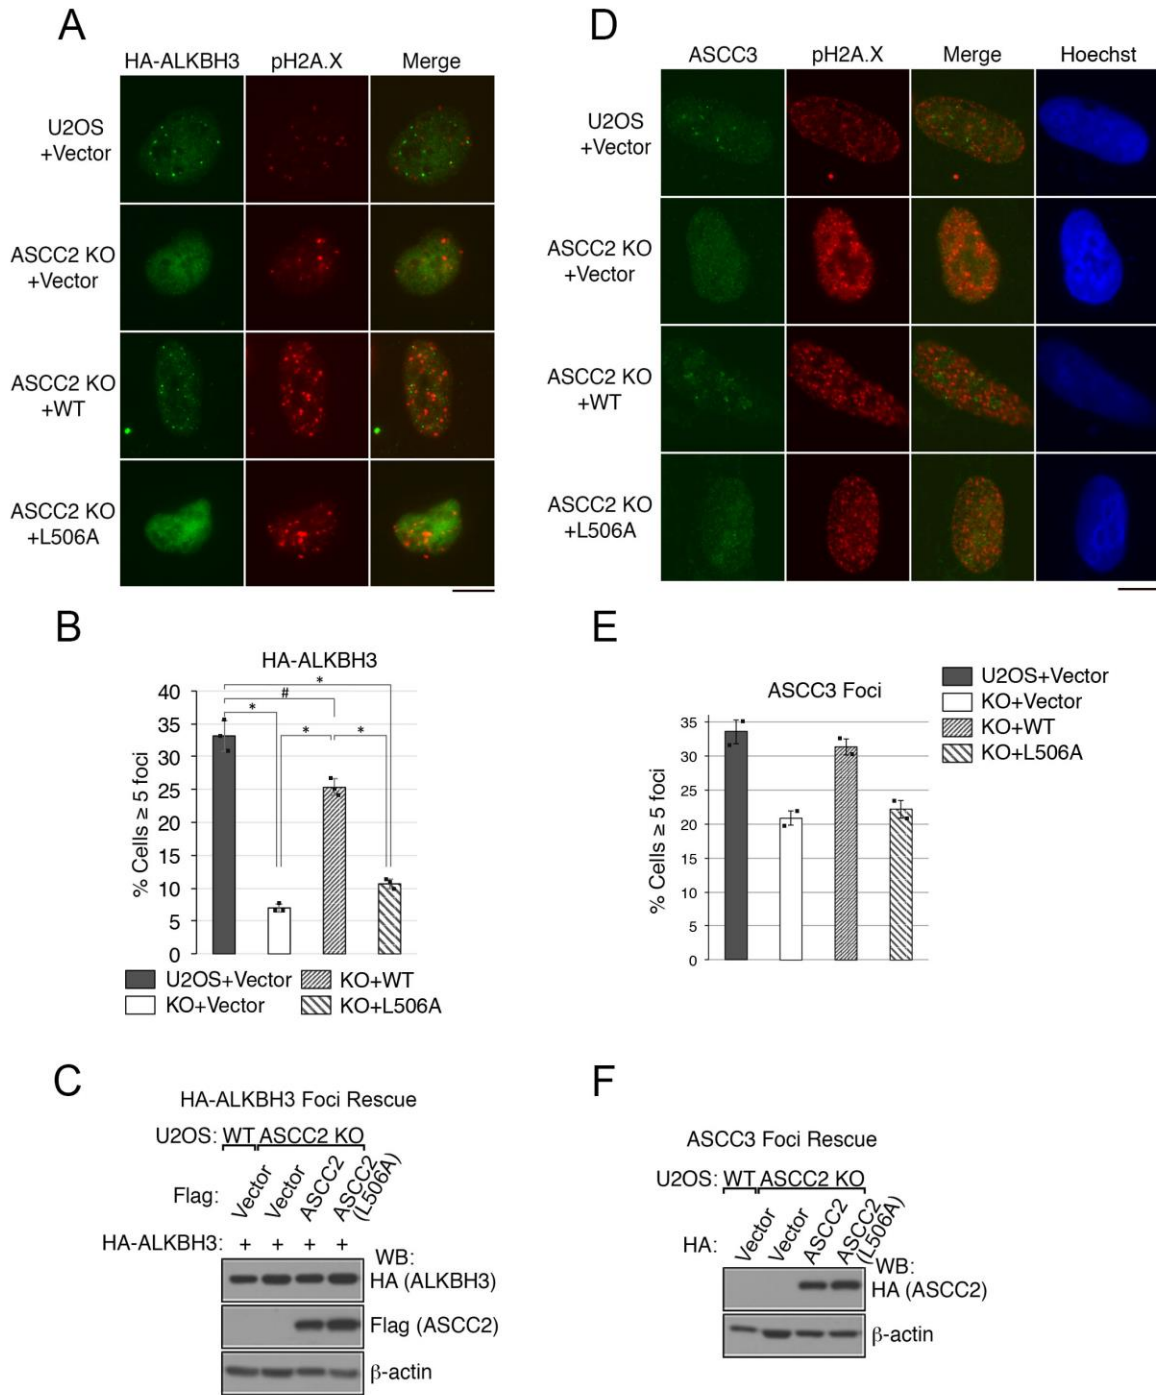 A
HA-ALKBH3 pH2A.X Merge
U2OS
+Vector
ASCC2 KO
+Vector
ASCC2 KO
+WT
ASCC2 KO
+L506A
B
HA-ALKBH3
% Cells ≥ 5 foci
40
35
30
25
20
15
10
5
0
*
#
*
*
*
U2OS+Vector KO+WT
KO+Vector KO+L506A
C
HA-ALKBH3 Foci Rescue
U2OS: WT ASCC2 KO
Flag: Vector Vector ASCC2 ASCC2 (L506A)
HA-ALKBH3: + + + +
WB:
HA (ALKBH3)
Flag (ASCC2)
β-actin
D
ASCC3 pH2A.X Merge Hoechst
U2OS
+Vector
ASCC2 KO
+Vector
ASCC2 KO
+WT
ASCC2 KO
+L506A
E
ASCC3 Foci
% Cells ≥ 5 foci
35
30
25
20
15
10
5
0
U2OS+Vector
KO+Vector
KO+WT
KO+L506A
F
ASCC3 Foci Rescue
U2OS: WT ASCC2 KO
HA: Vector Vector ASCC2 ASCC2 (L506A)
WB:
HA (ASCC2)
β-actin